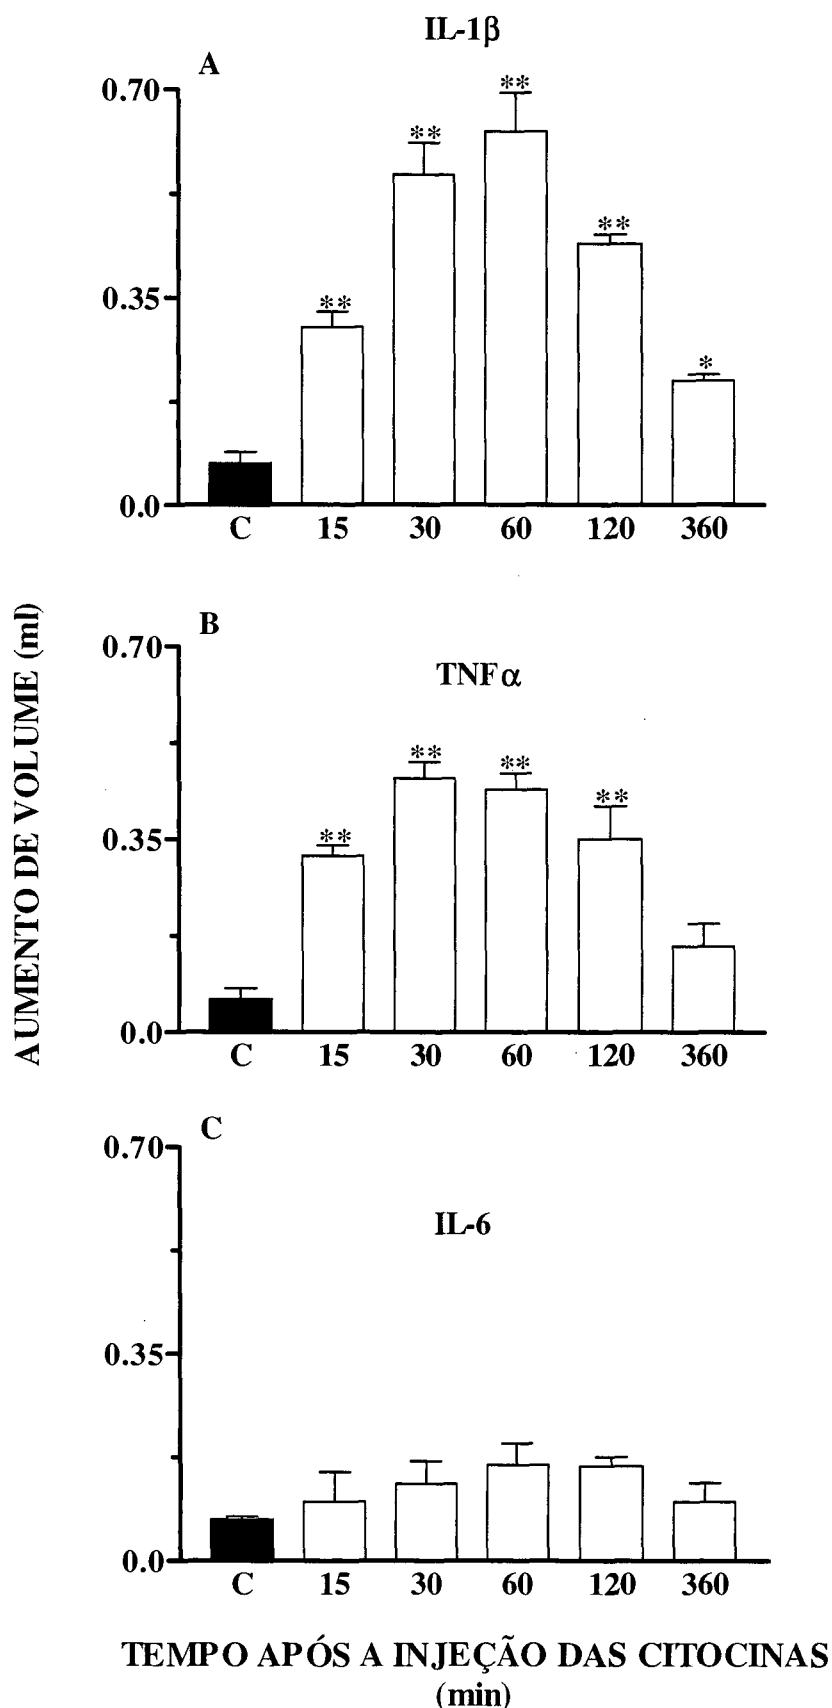 IL-1β
A
0.70
**
**
**
**
0.35
**
*
0.0
C 15 30 60 120 360
AUMENTO DE VOLUME (ml)
B
0.70
TNFα
**
**
**
0.35
**
0.0
C 15 30 60 120 360
C
0.70
IL-6
0.35
0.0
C 15 30 60 120 360
TEMPO APÓS A INJEÇÃO DAS CITOCINAS
(min)